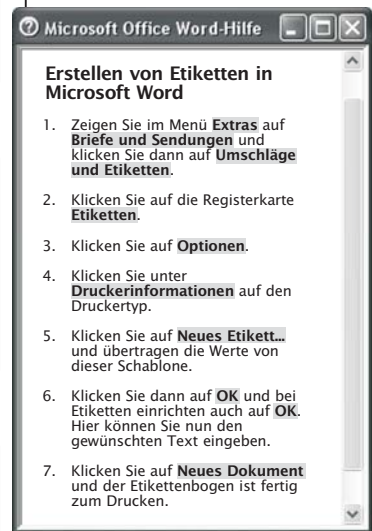 Microsoft Office Word-Hilfe
Erstellen von Etiketten in
Microsoft Word
1. Zeigen Sie im Menü Extras auf
Briefe und Sendungen und
klicken Sie dann auf Umschläge
und Etiketten.
2. Klicken Sie auf die Registerkarte
Etiketten.
3. Klicken Sie auf Optionen.
4. Klicken Sie unter
Druckerinformationen auf den
Druckertyp.
5. Klicken Sie auf Neues Etikett...
und übertragen die Werte von
dieser Schablone.
6. Klicken Sie dann auf OK und bei
Etiketten einrichten auch auf OK.
Hier können Sie nun den
gewünschten Text eingeben.
7. Klicken Sie auf Neues Dokument
und der Etikettenbogen ist fertig
zum Drucken.